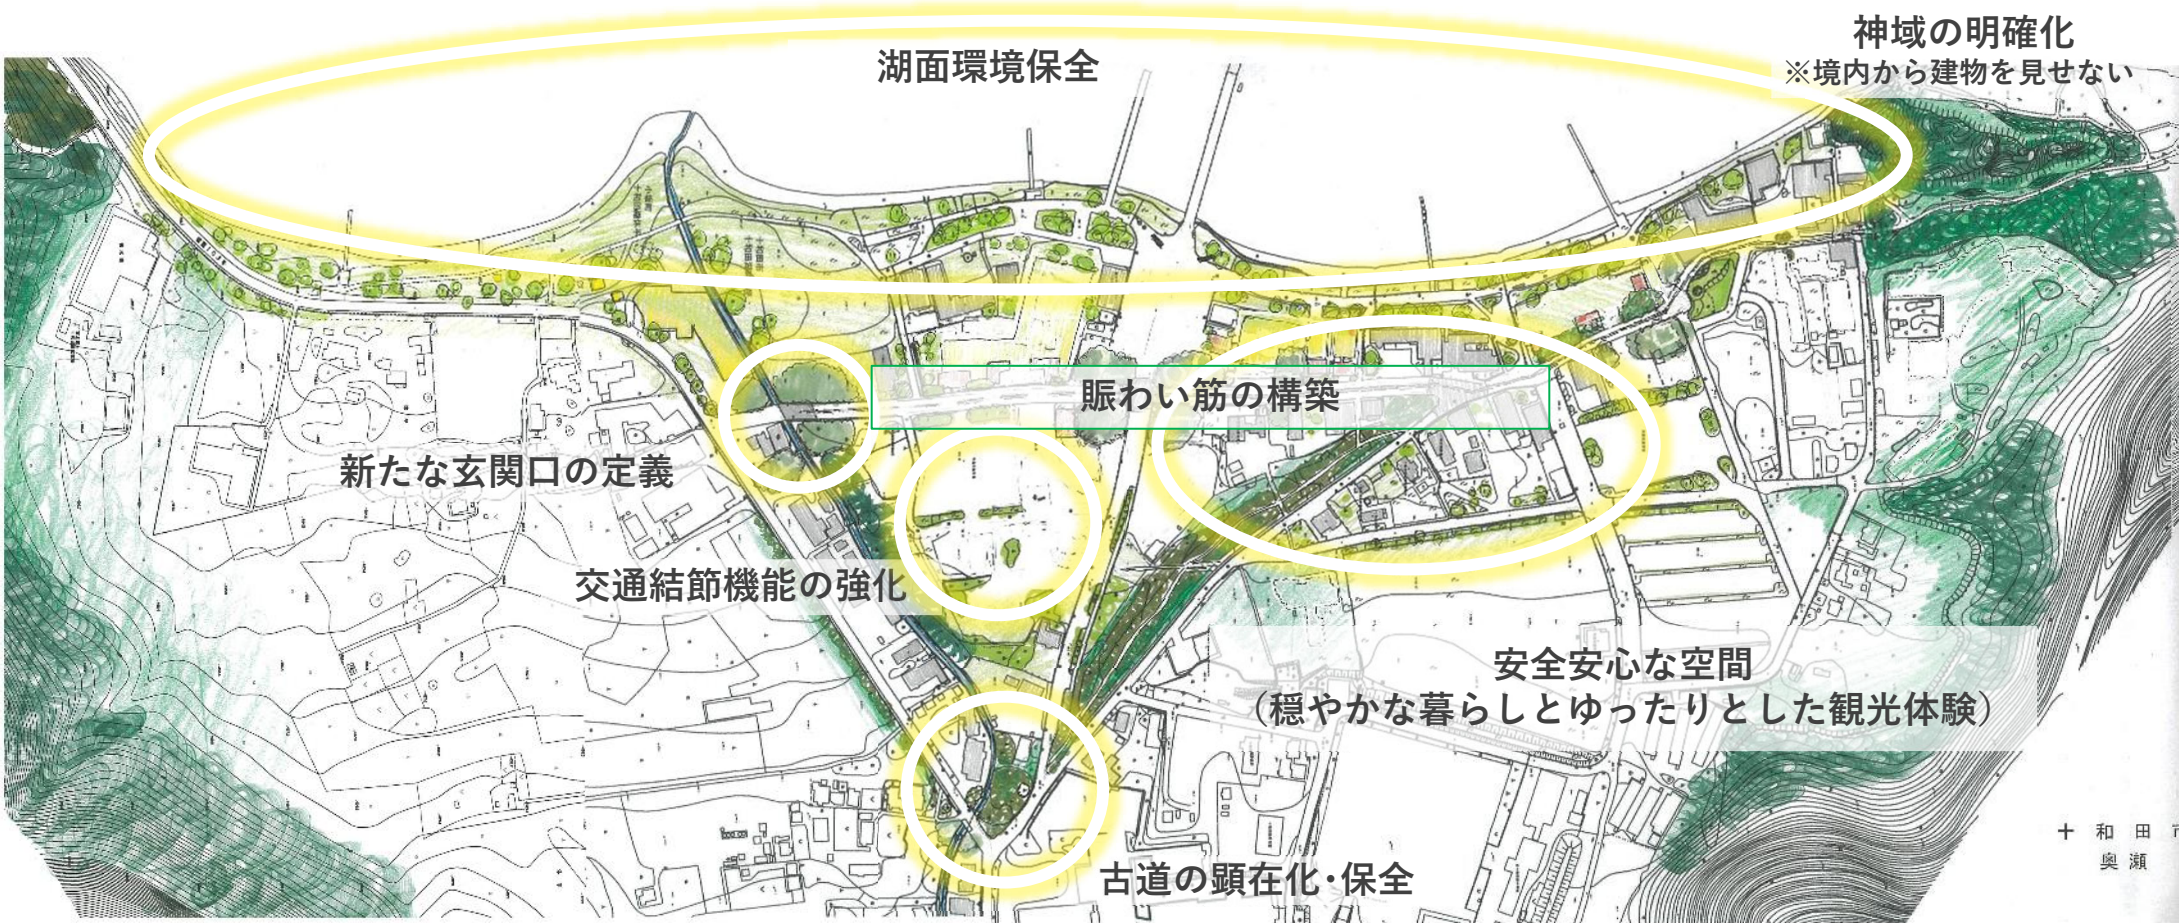 神域の明確化
※境内から建物を見せない
湖面環境保全
賑わい筋の構築
新たな玄関口の定義
交通結節機能の強化
安全安心な空間
(穏やかな暮らしとゆったりとした観光体験)
十和田市
奥瀬
古道の顕在化・保全